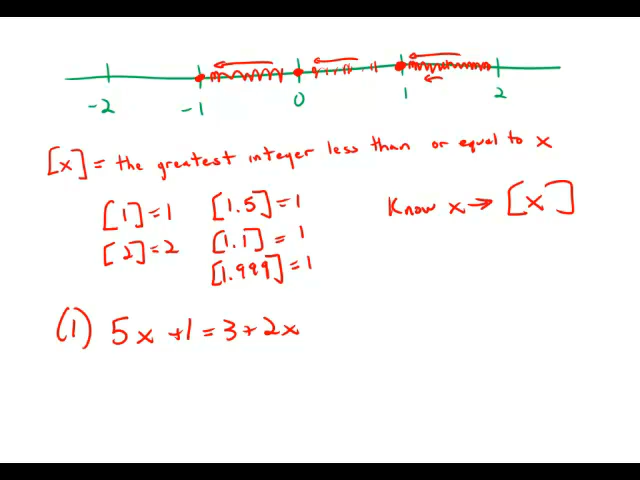 -2 -1 0 1 2
[x] = the greatest integer less than or equal to x
[1] = 1 [1.5] = 1
Know x → [x]
[2] = 2 [1.1] = 1
[1.999] = 1
(1) 5x + 1 = 3 + 2x